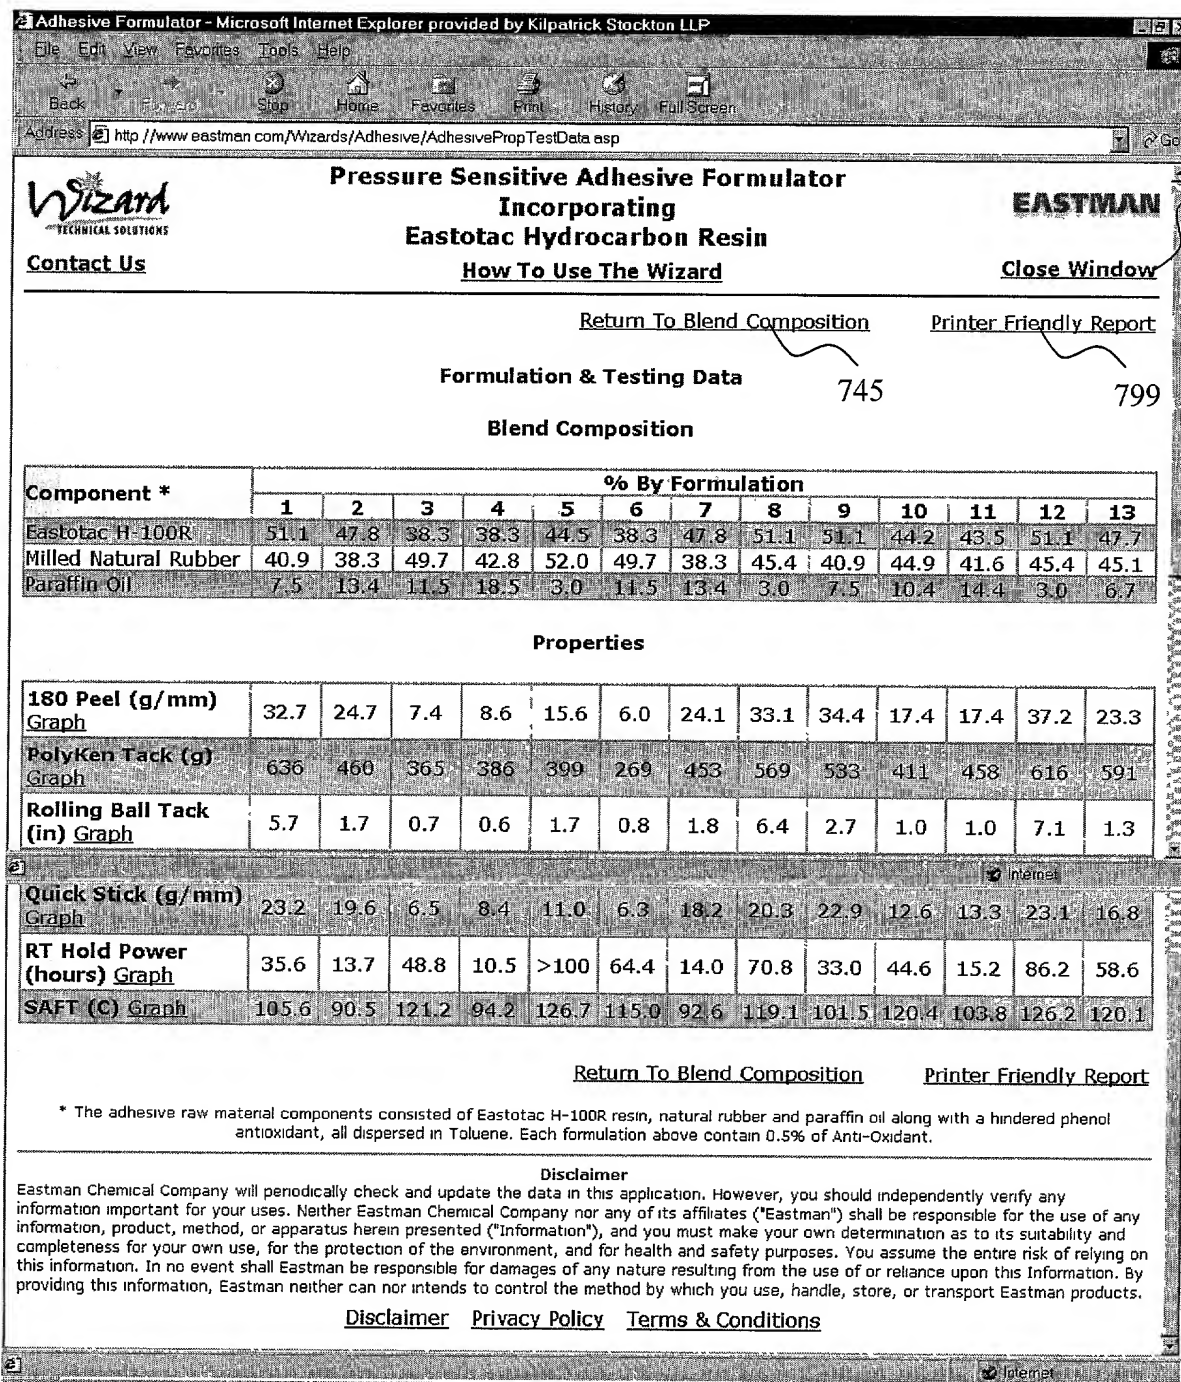 Adhesive Formulator - Microsoft Internet Explorer provided by Kilpatrick Stockton LLP
File Edit View Favorites Tools Help
Back Forward Stop Home Favorites Print History Full Screen
Address http //www eastman com/Wizards/Adhesive/AdhesivePropTestData asp Go
Wizard
TECHNICAL SOLUTIONS
Pressure Sensitive Adhesive Formulator
Incorporating
Eastotac Hydrocarbon Resin
EASTMAN
Contact Us How To Use The Wizard Close Window
Return To Blend Composition Printer Friendly Report
Formulation & Testing Data 745 799
Blend Composition
Component * % By Formulation
1 2 3 4 5 6 7 8 9 10 11 12 13
Eastotac H-100R 51.1 47.8 38.3 38.3 44.5 38.3 47.8 51.1 51.1 44.2 43.5 51.1 47.7
Milled Natural Rubber 40.9 38.3 49.7 42.8 52.0 49.7 38.3 45.4 40.9 44.9 41.6 45.4 45.1
Paraffin Oil 7.5 13.4 11.5 18.5 3.0 11.5 13.4 3.0 7.5 10.4 14.4 3.0 6.7
Properties
180 Peel (g/mm) Graph 32.7 24.7 7.4 8.6 15.6 6.0 24.1 33.1 34.4 17.4 17.4 37.2 23.3
PolyKen Tack (g) Graph 636 460 365 386 399 269 453 569 533 411 458 616 591
Rolling Ball Tack (in) Graph 5.7 1.7 0.7 0.6 1.7 0.8 1.8 6.4 2.7 1.0 1.0 7.1 1.3
Internet
Quick Stick (g/mm) Graph 23.2 19.6 6.5 8.4 11.0 6.3 18.2 20.3 22.9 12.6 13.3 23.1 16.8
RT Hold Power (hours) Graph 35.6 13.7 48.8 10.5 >100 64.4 14.0 70.8 33.0 44.6 15.2 86.2 58.6
SAFT (C) Graph 105.6 90.5 121.2 94.2 126.7 115.0 92.6 119.1 101.5 120.4 103.8 126.2 120.1
Return To Blend Composition Printer Friendly Report
* The adhesive raw material components consisted of Eastotac H-100R resin, natural rubber and paraffin oil along with a hindered phenol
antioxidant, all dispersed in Toluene. Each formulation above contain 0.5% of Anti-Oxidant.
Disclaimer
Eastman Chemical Company will periodically check and update the data in this application. However, you should independently verify any
information important for your uses. Neither Eastman Chemical Company nor any of its affiliates ("Eastman") shall be responsible for the use of any
information, product, method, or apparatus herein presented ("Information"), and you must make your own determination as to its suitability and
completeness for your own use, for the protection of the environment, and for health and safety purposes. You assume the entire risk of relying on
this information. In no event shall Eastman be responsible for damages of any nature resulting from the use of or reliance upon this Information. By
providing this information, Eastman neither can nor intends to control the method by which you use, handle, store, or transport Eastman products.
Disclaimer Privacy Policy Terms & Conditions
Internet